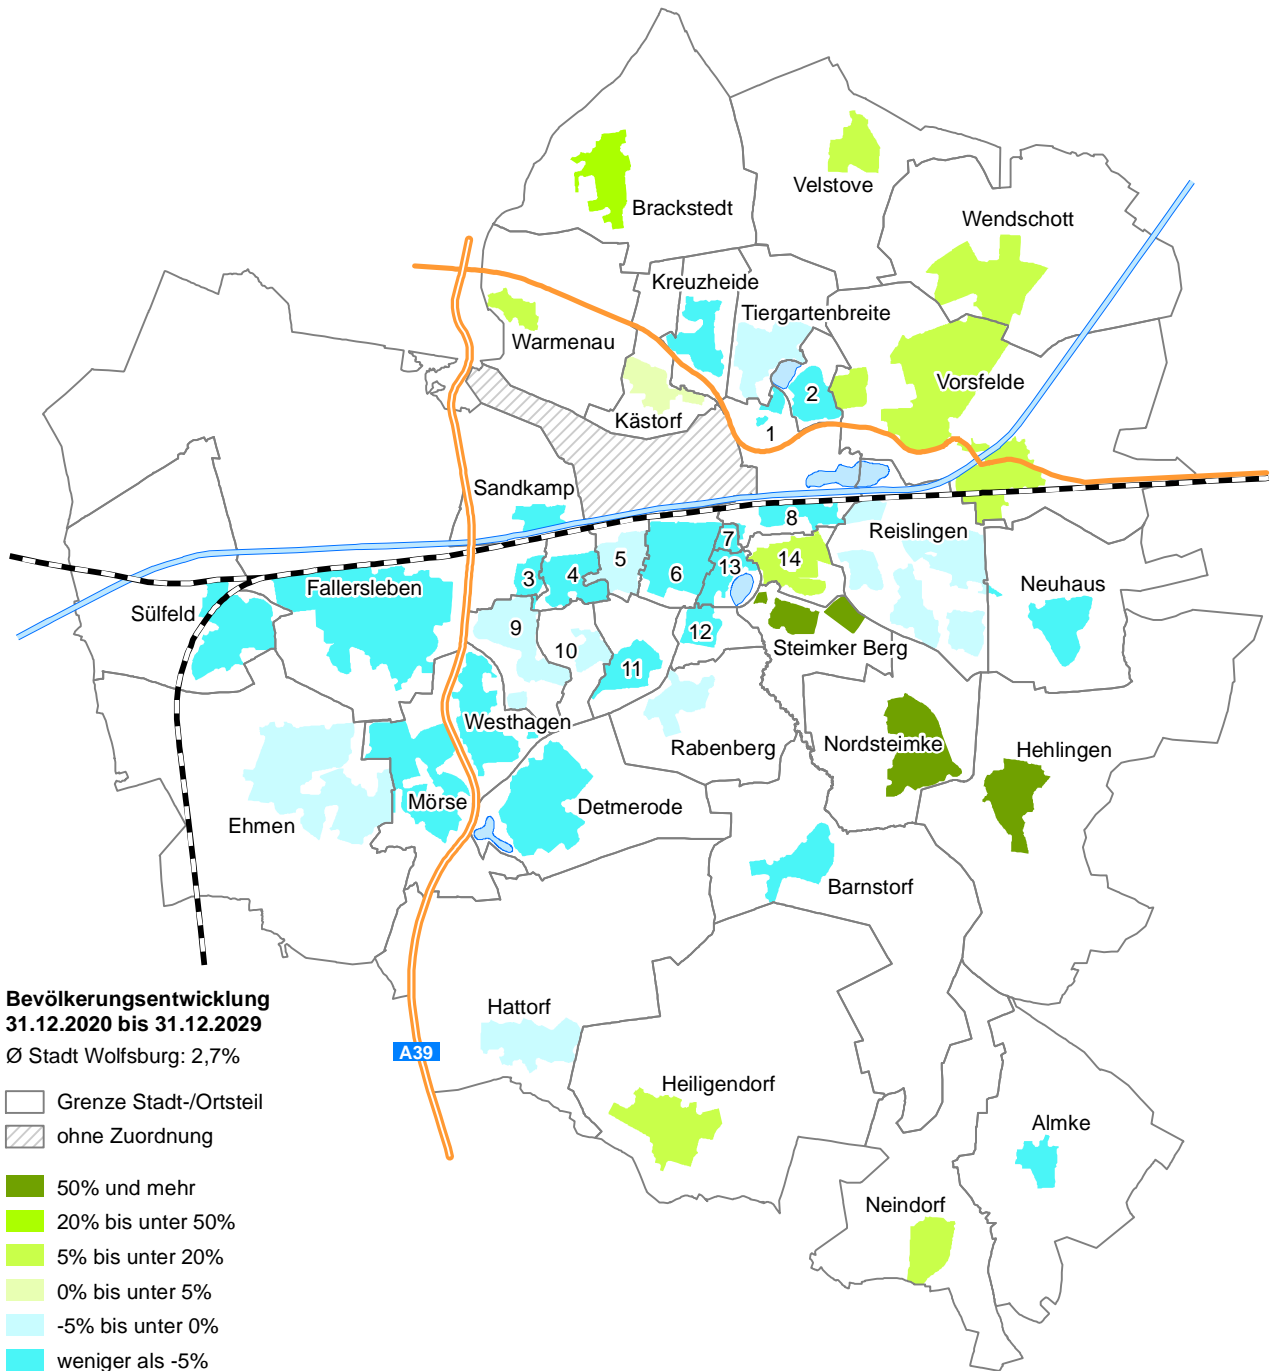 Velstove
Brackstedt
Wendschott
Kreuzheide
Tiergartenbreite
Warmenau
Vorsfelde
2
Kästorf
1
Sandkamp
8
Reislingen
7
5
14
13
6
3
4
Fallersleben
Neuhaus
Sülfeld
9
12
10
Steimker Berg
11
Westhagen
Rabenberg
Nordsteimke
Hehlingen
Mörse
Detmerode
Ehmen
Barnstorf
Bevölkerungsentwicklung
31.12.2020 bis 31.12.2029
Ø Stadt Wolfsburg: 2,7%
Hattorf
A39
Heiligendorf
Almke
Neindorf
Grenze Stadt-/Ortsteil
ohne Zuordnung
50% und mehr
20% bis unter 50%
5% bis unter 20%
0% bis unter 5%
-5% bis unter 0%
weniger als -5%